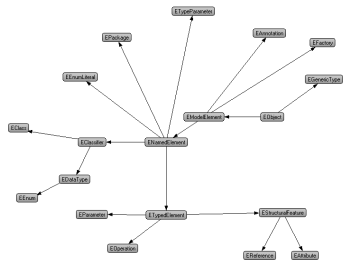 ETypeParameter
EAnnotation
EPackage
EFactory
EEnumLiteral
EGenericType
EModelElement
EObject
EClass
EClassifier
ENamedElement
EDataType
EEnum
EParameter
ETypedElement
EStructuralFeature
EOperation
EReference
EAttribute